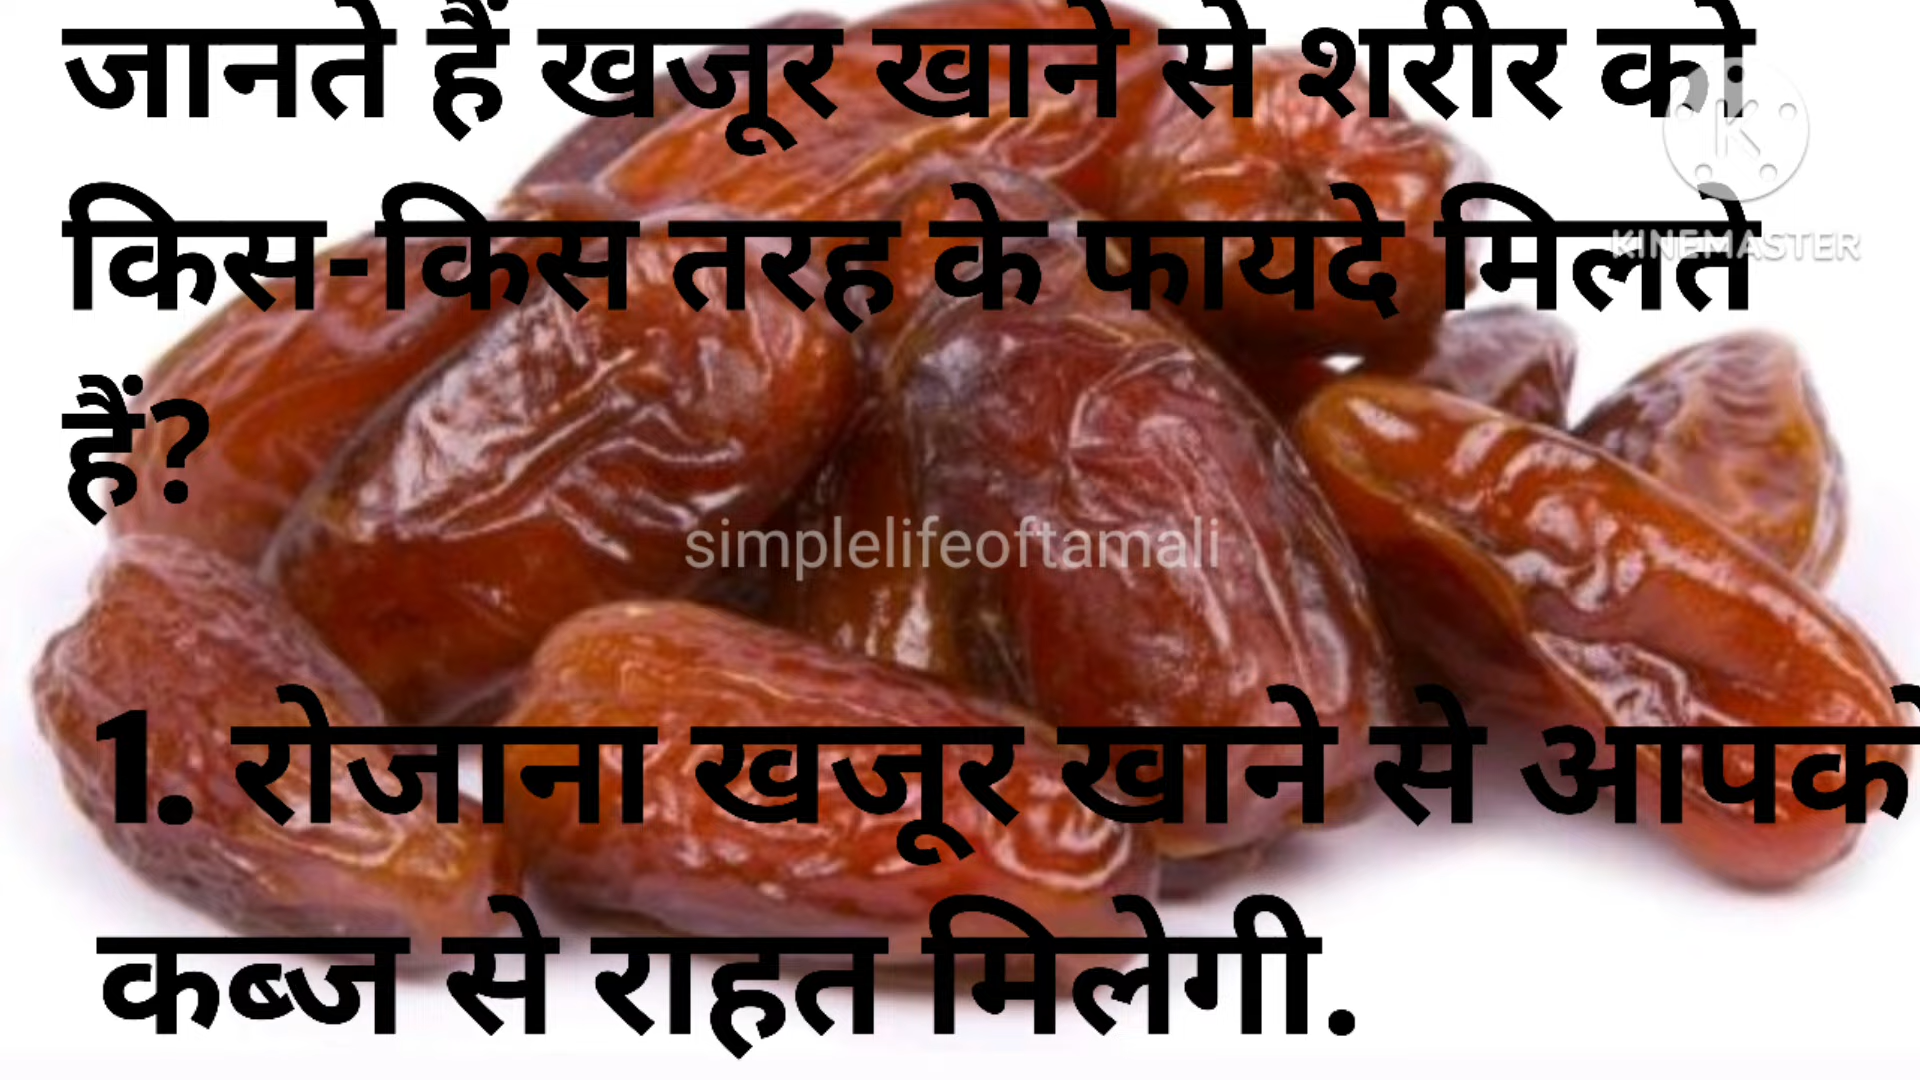 जानते हैं खजूर खाने से शरीर को
K
किस-किस तरह के फायदे मिलते
KINEMASTER
हैं?
simplelifeoftamali
1. रोजाना खजूर खाने से आपको
कब्ज से राहत मिलेगी.